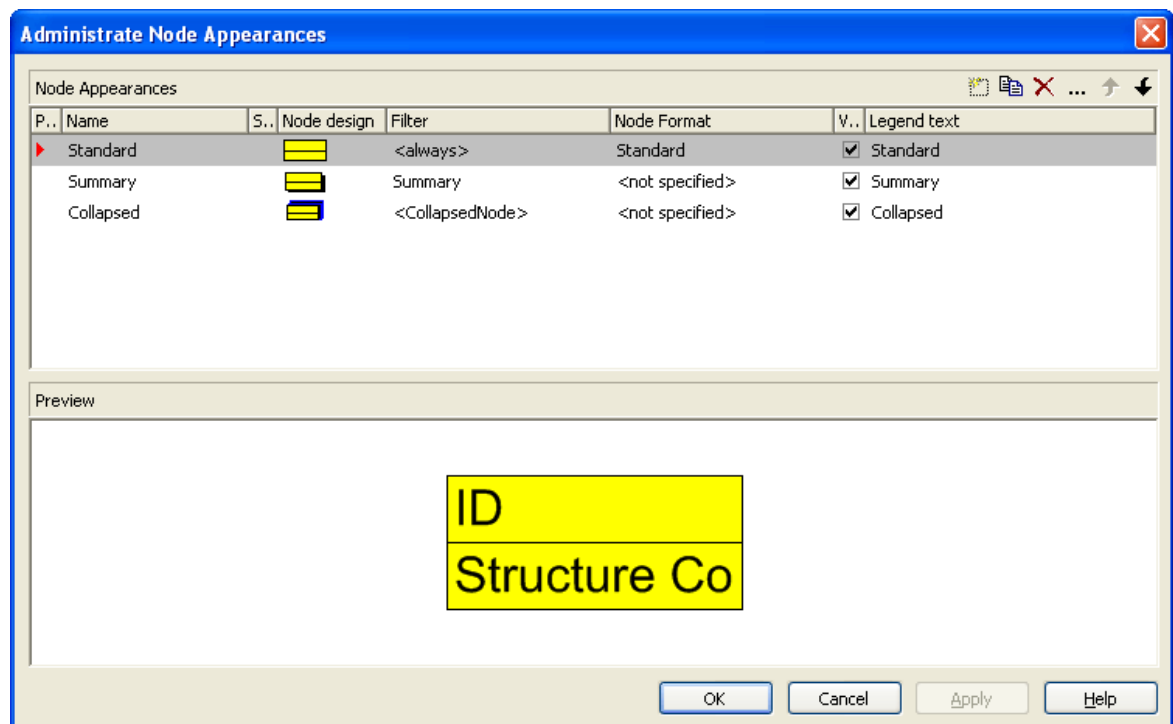 Administrate Node Appearances
Node Appearances ...
P.. Name S.. Node design Filter Node Format V.. Legend text
Standard <always> Standard Standard
Summary Summary <not specified> Summary
Collapsed <CollapsedNode> <not specified> Collapsed
Preview
ID
Structure Co
OK Cancel Apply Help